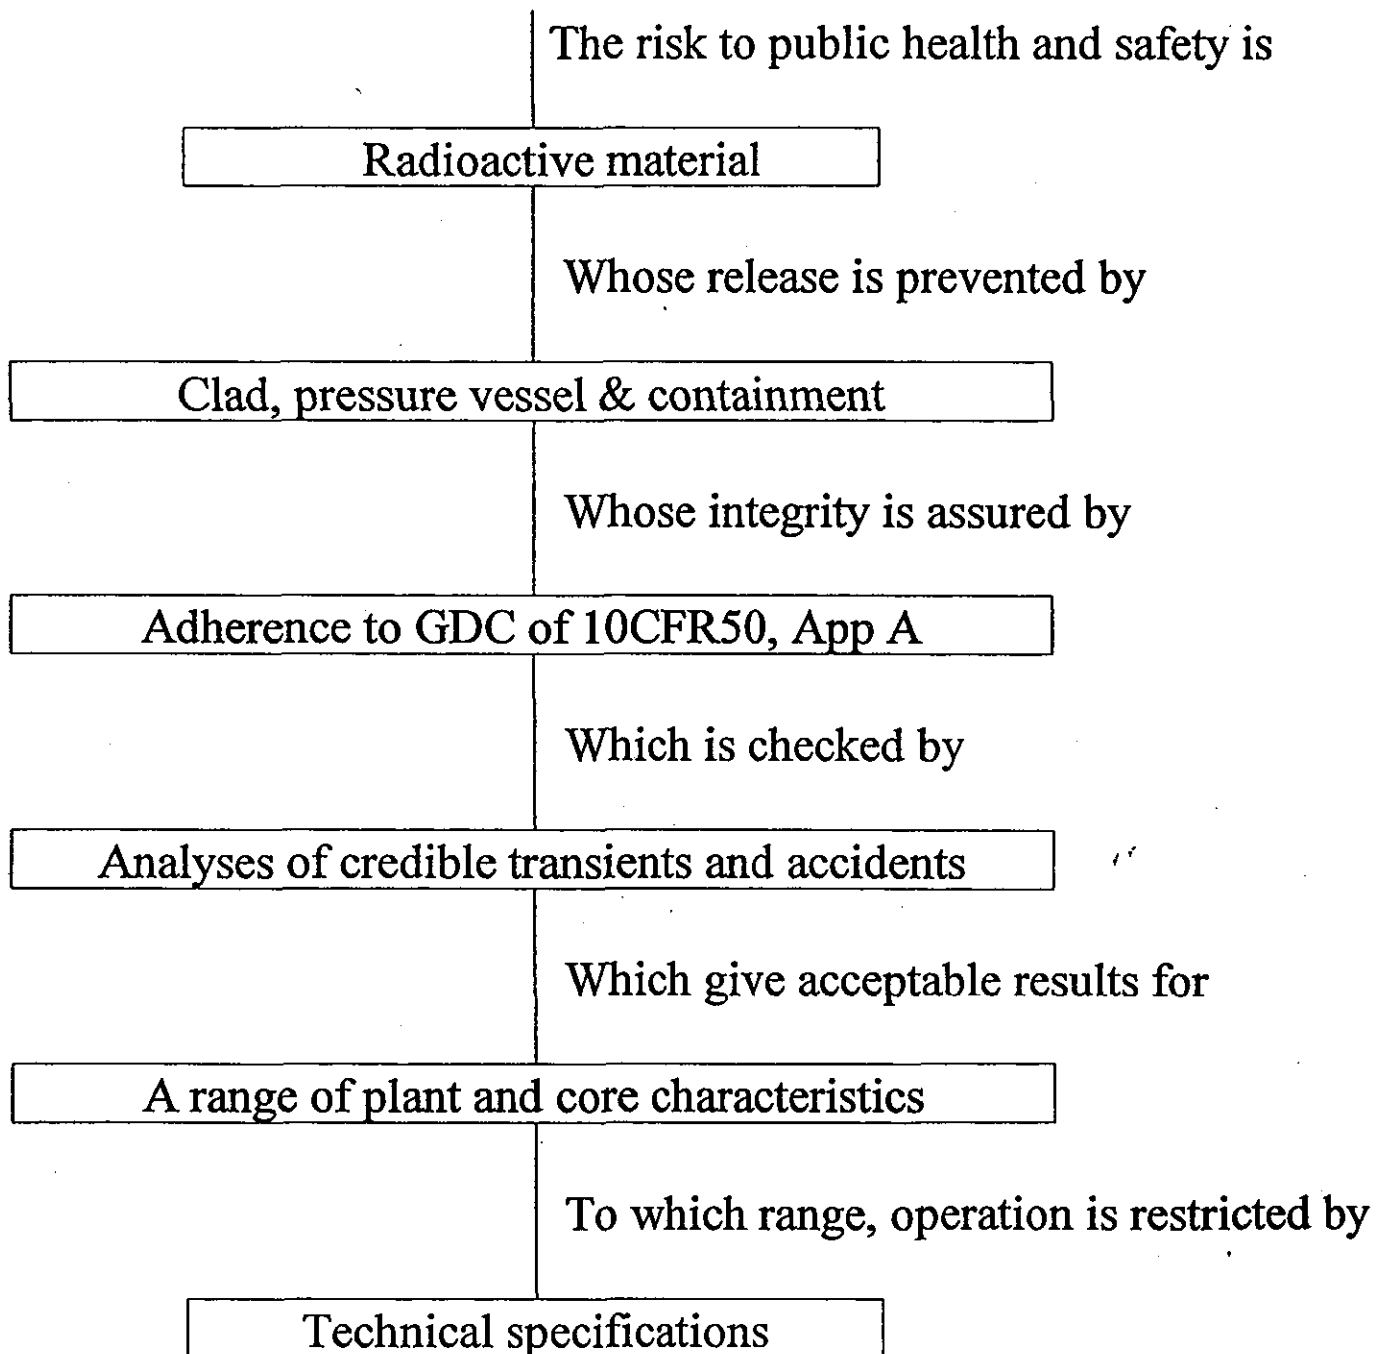 The risk to public health and safety is
Radioactive material
Whose release is prevented by
Clad, pressure vessel & containment
Whose integrity is assured by
Adherence to GDC of 10CFR50, App A
Which is checked by
Analyses of credible transients and accidents
Which give acceptable results for
A range of plant and core characteristics
To which range, operation is restricted by
Technical specifications